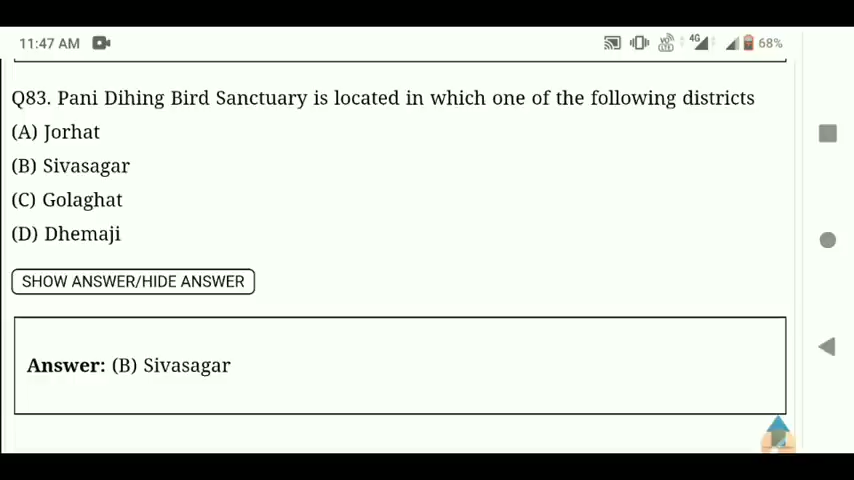 11:47 AM 4G 68%
Q83. Pani Dihing Bird Sanctuary is located in which one of the following districts
(A) Jorhat
(B) Sivasagar
(C) Golaghat
(D) Dhemaji
SHOW ANSWER/HIDE ANSWER
Answer: (B) Sivasagar